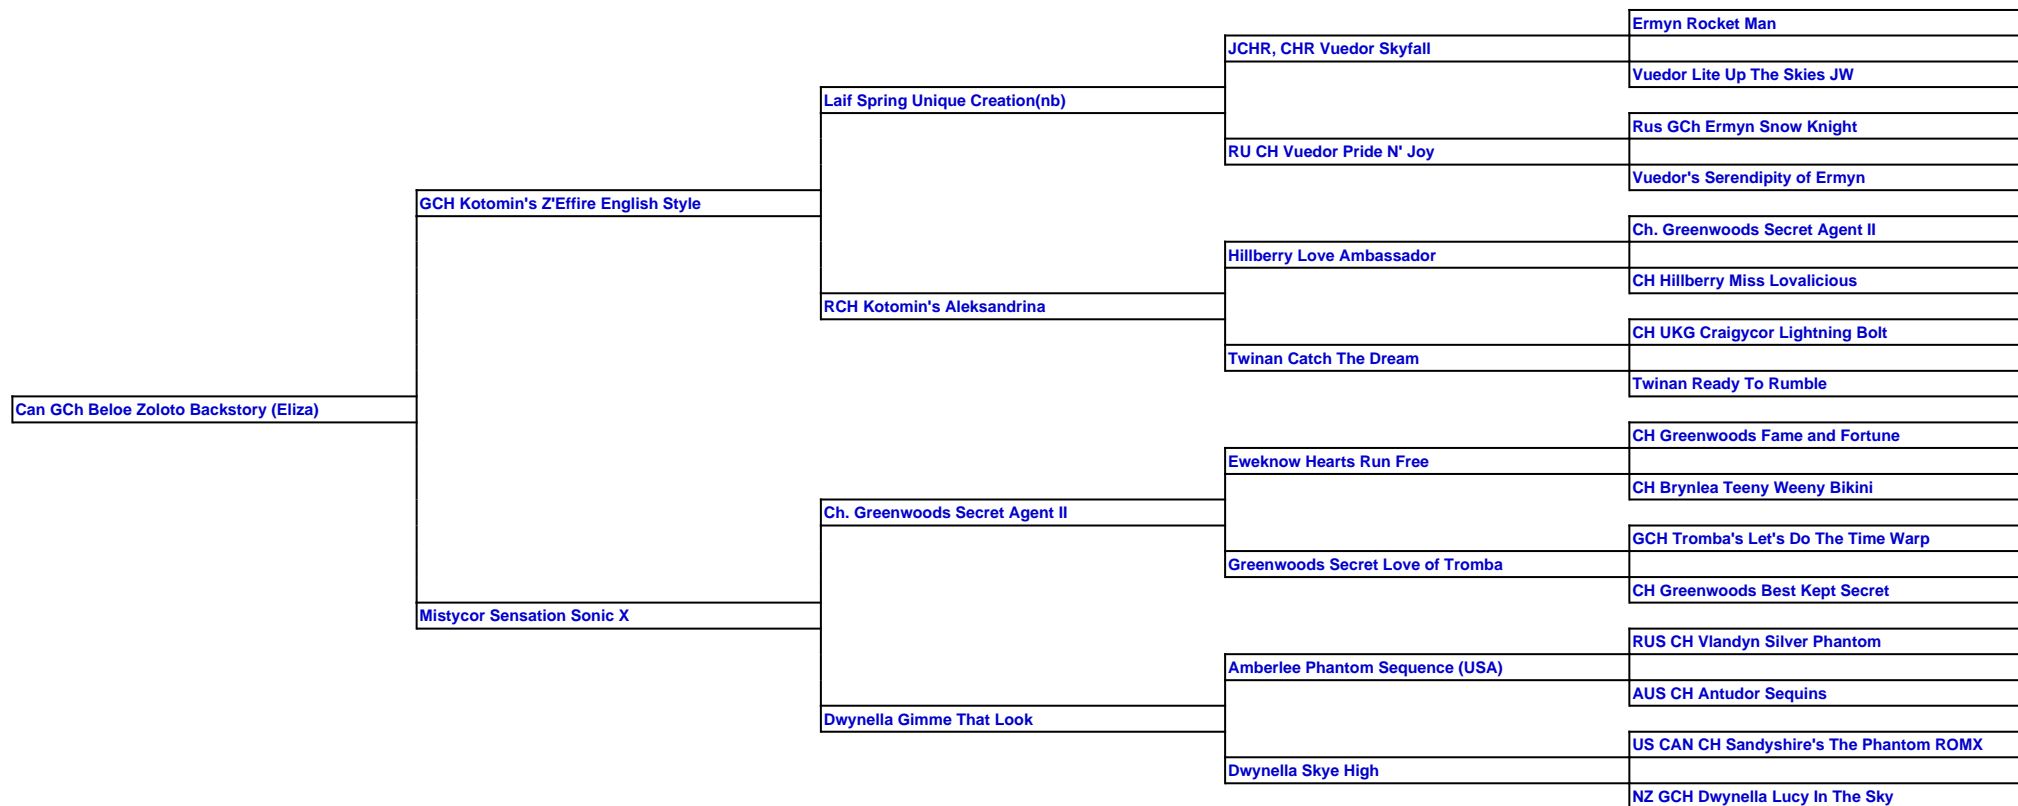 Ermyn Rocket Man
JCHR, CHR Vuedor Skyfall
Vuedor Lite Up The Skies JW
Laif Spring Unique Creation(nb)
Rus GCh Ermyn Snow Knight
RU CH Vuedor Pride N' Joy
Vuedor's Serendipity of Ermyn
GCH Kotomin's Z'Effire English Style
Ch. Greenwoods Secret Agent II
Hillberry Love Ambassador
CH Hillberry Miss Lovalicious
RCH Kotomin's Aleksandrina
CH UKG Craigycor Lightning Bolt
Twinan Catch The Dream
Twinan Ready To Rumble
Can GCh Beloe Zoloto Backstory (Eliza)
CH Greenwoods Fame and Fortune
Eweknow Hearts Run Free
CH Brynlea Teeny Weeny Bikini
Ch. Greenwoods Secret Agent II
GCH Tromba's Let's Do The Time Warp
Greenwoods Secret Love of Tromba
CH Greenwoods Best Kept Secret
Mistycor Sensation Sonic X
RUS CH Vlandyn Silver Phantom
Amberlee Phantom Sequence (USA)
AUS CH Antudor Sequins
Dwynella Gimme That Look
US CAN CH Sandyshire's The Phantom ROMX
Dwynella Skye High
NZ GCH Dwynella Lucy In The Sky